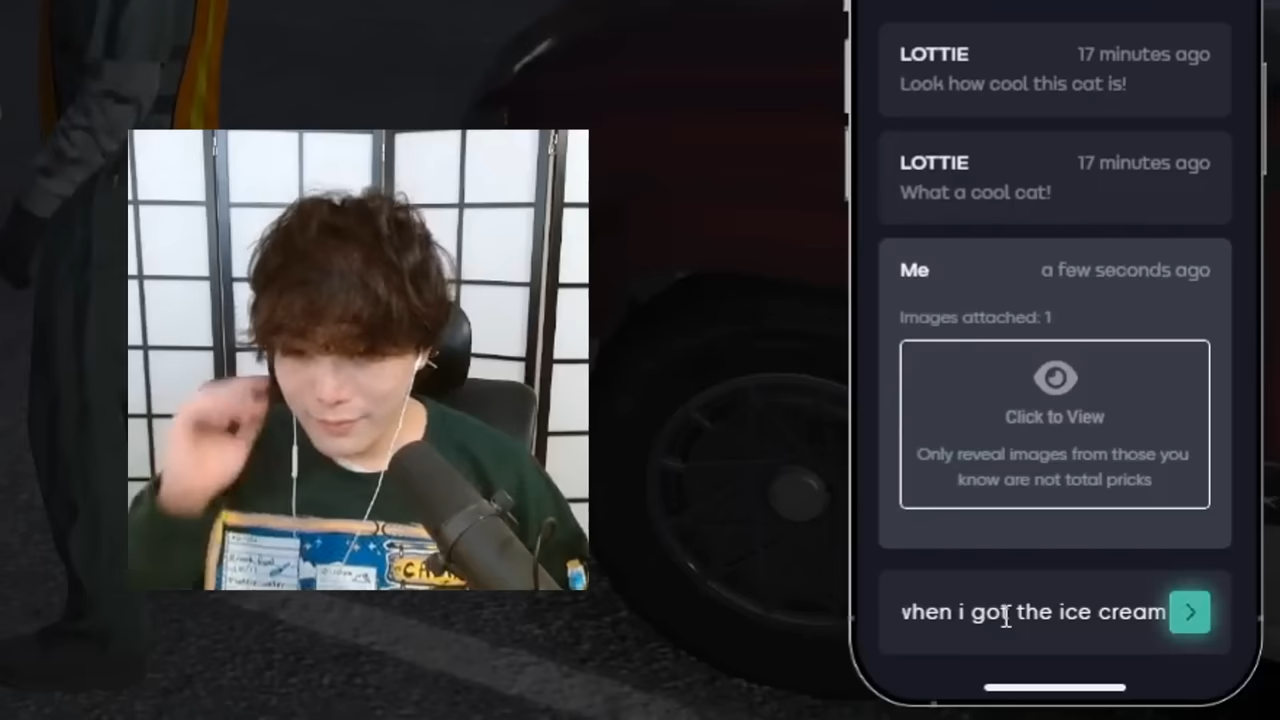 LOTTIE 17 minutes ago
Look how cool this cat is!
LOTTIE 17 minutes ago
What a cool cat!
Me a few seconds ago
Images attached: 1
Click to View
Only reveal images from those you
know are not total pricks
when i got the ice cream